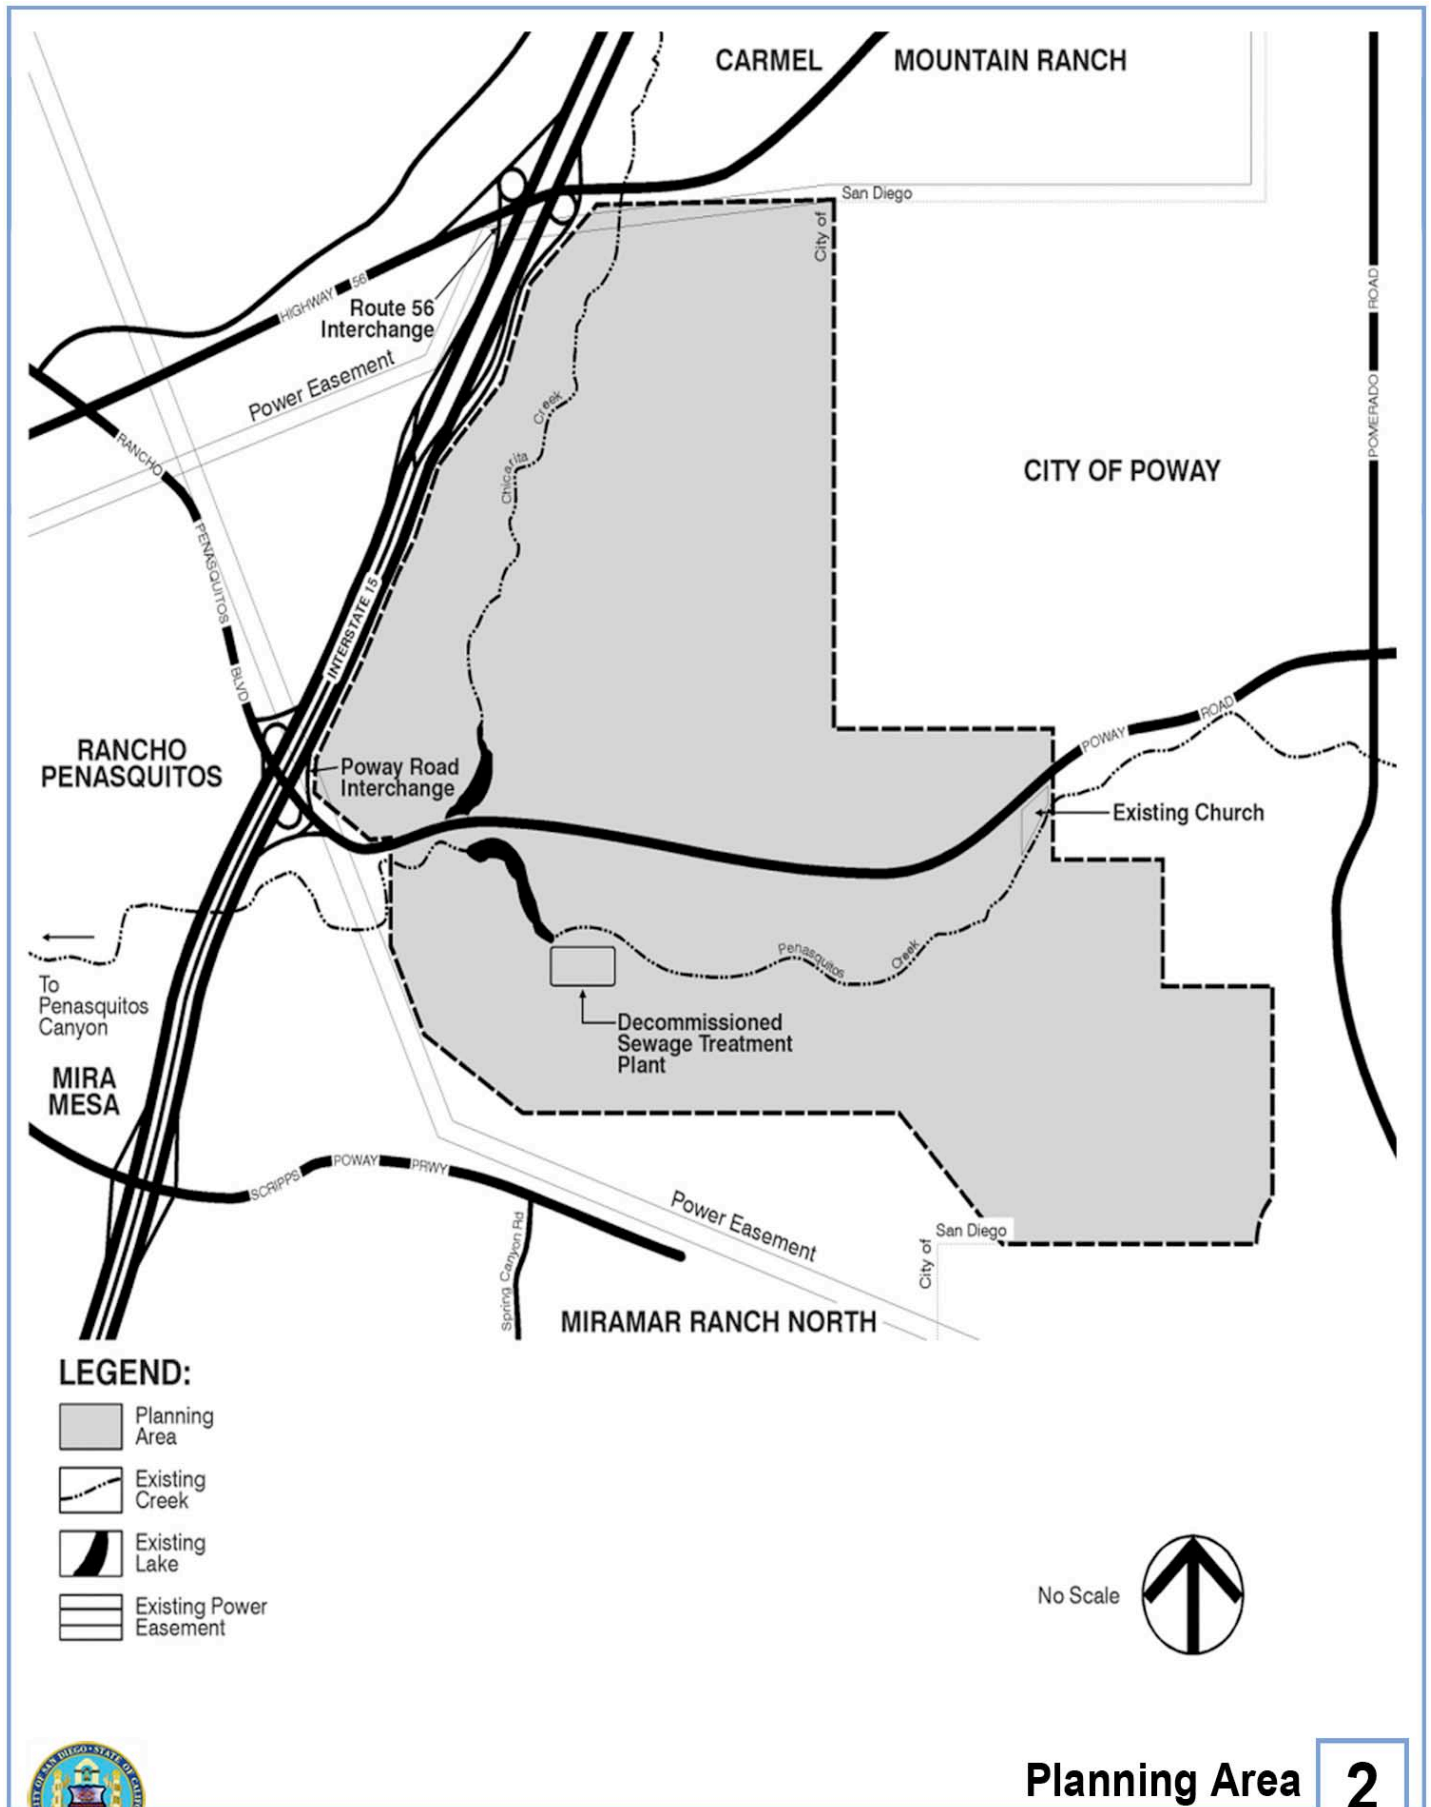 CARMEL MOUNTAIN RANCH
San Diego
City of
HIGHWAY 56
Route 56
Interchange
Power Easement
POMERADO ROAD
Chicarita Creek
RANCHO PENASQUITOS BLVD
CITY OF POWAY
INTERSTATE 15
RANCHO
PENASQUITOS
Poway Road
Interchange
POWAY ROAD
Existing Church
Penasquitos Creek
To
Penasquitos
Canyon
Decommissioned
Sewage Treatment
Plant
MIRA
MESA
SCRIPPS POWAY PRWY
Power Easement
Spring Canyon Rd
San Diego
City of
MIRAMAR RANCH NORTH
LEGEND:
Planning
Area
Existing
Creek
Existing
Lake
Existing Power
Easement
No Scale
Planning Area 2